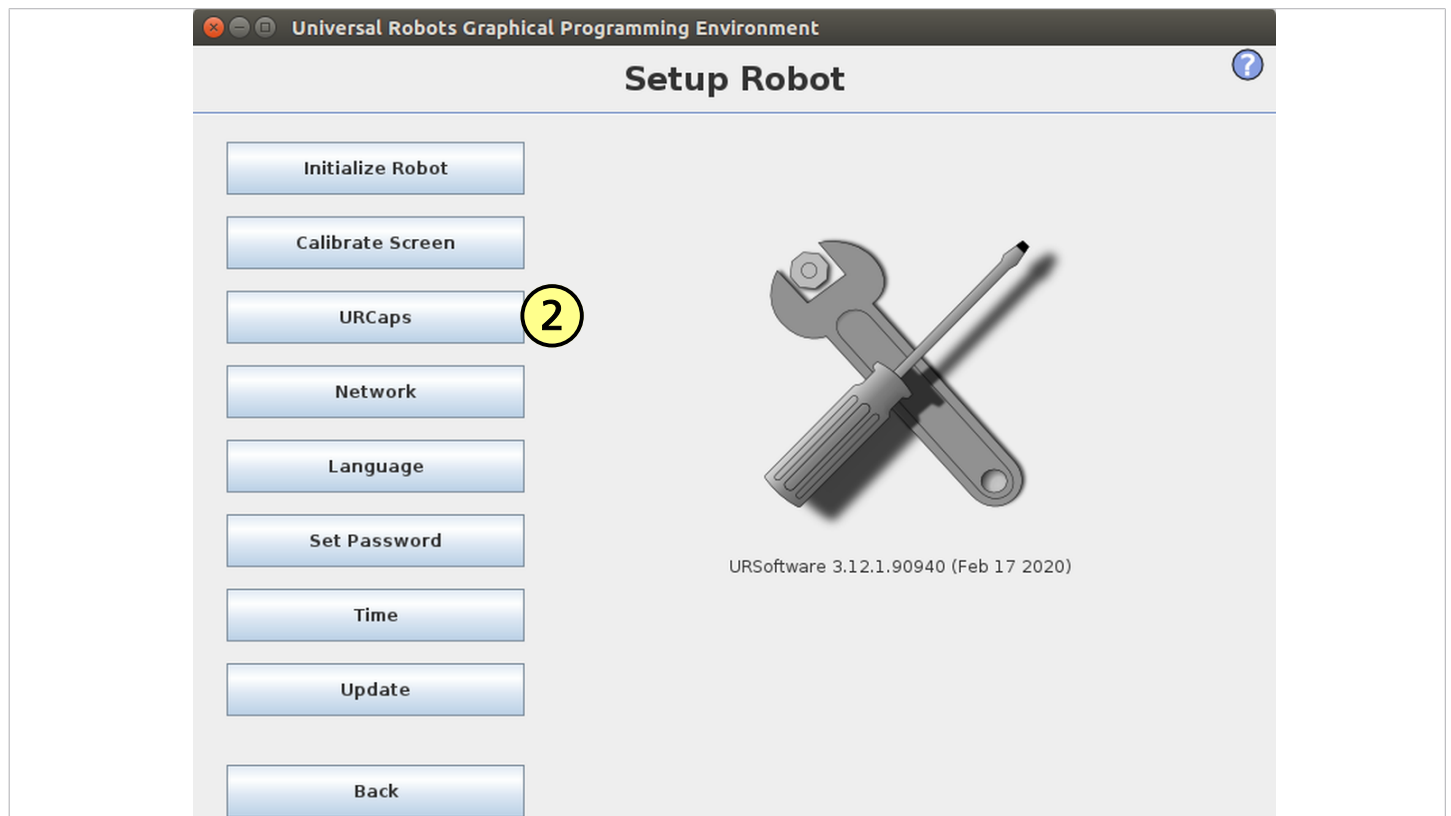 Universal Robots Graphical Programming Environment
Setup Robot
?
Initialize Robot
Calibrate Screen
URCaps
2
Network
Language
Set Password
Time
Update
Back
URSoftware 3.12.1.90940 (Feb 17 2020)